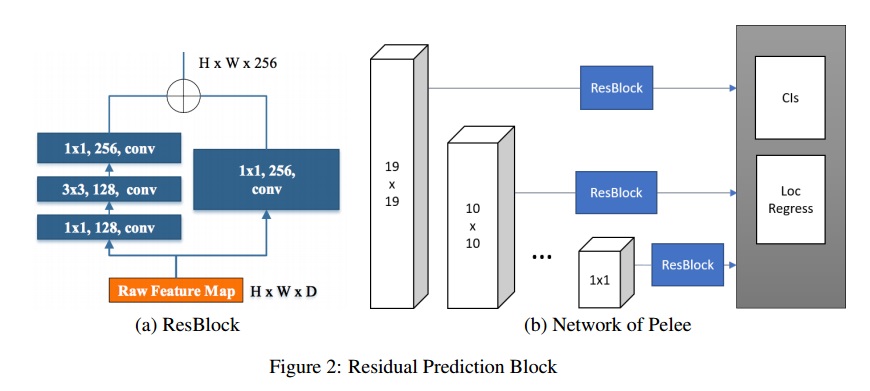 H x W x 256
1x1, 256, conv
3x3, 128, conv
1x1, 128, conv
1x1, 256,
conv
Raw Feature Map
H x W x D
(a) ResBlock
19
x
19
10
x
10
...
1x1
ResBlock
ResBlock
ResBlock
Cls
Loc
Regress
(b) Network of Pelee
Figure 2: Residual Prediction Block